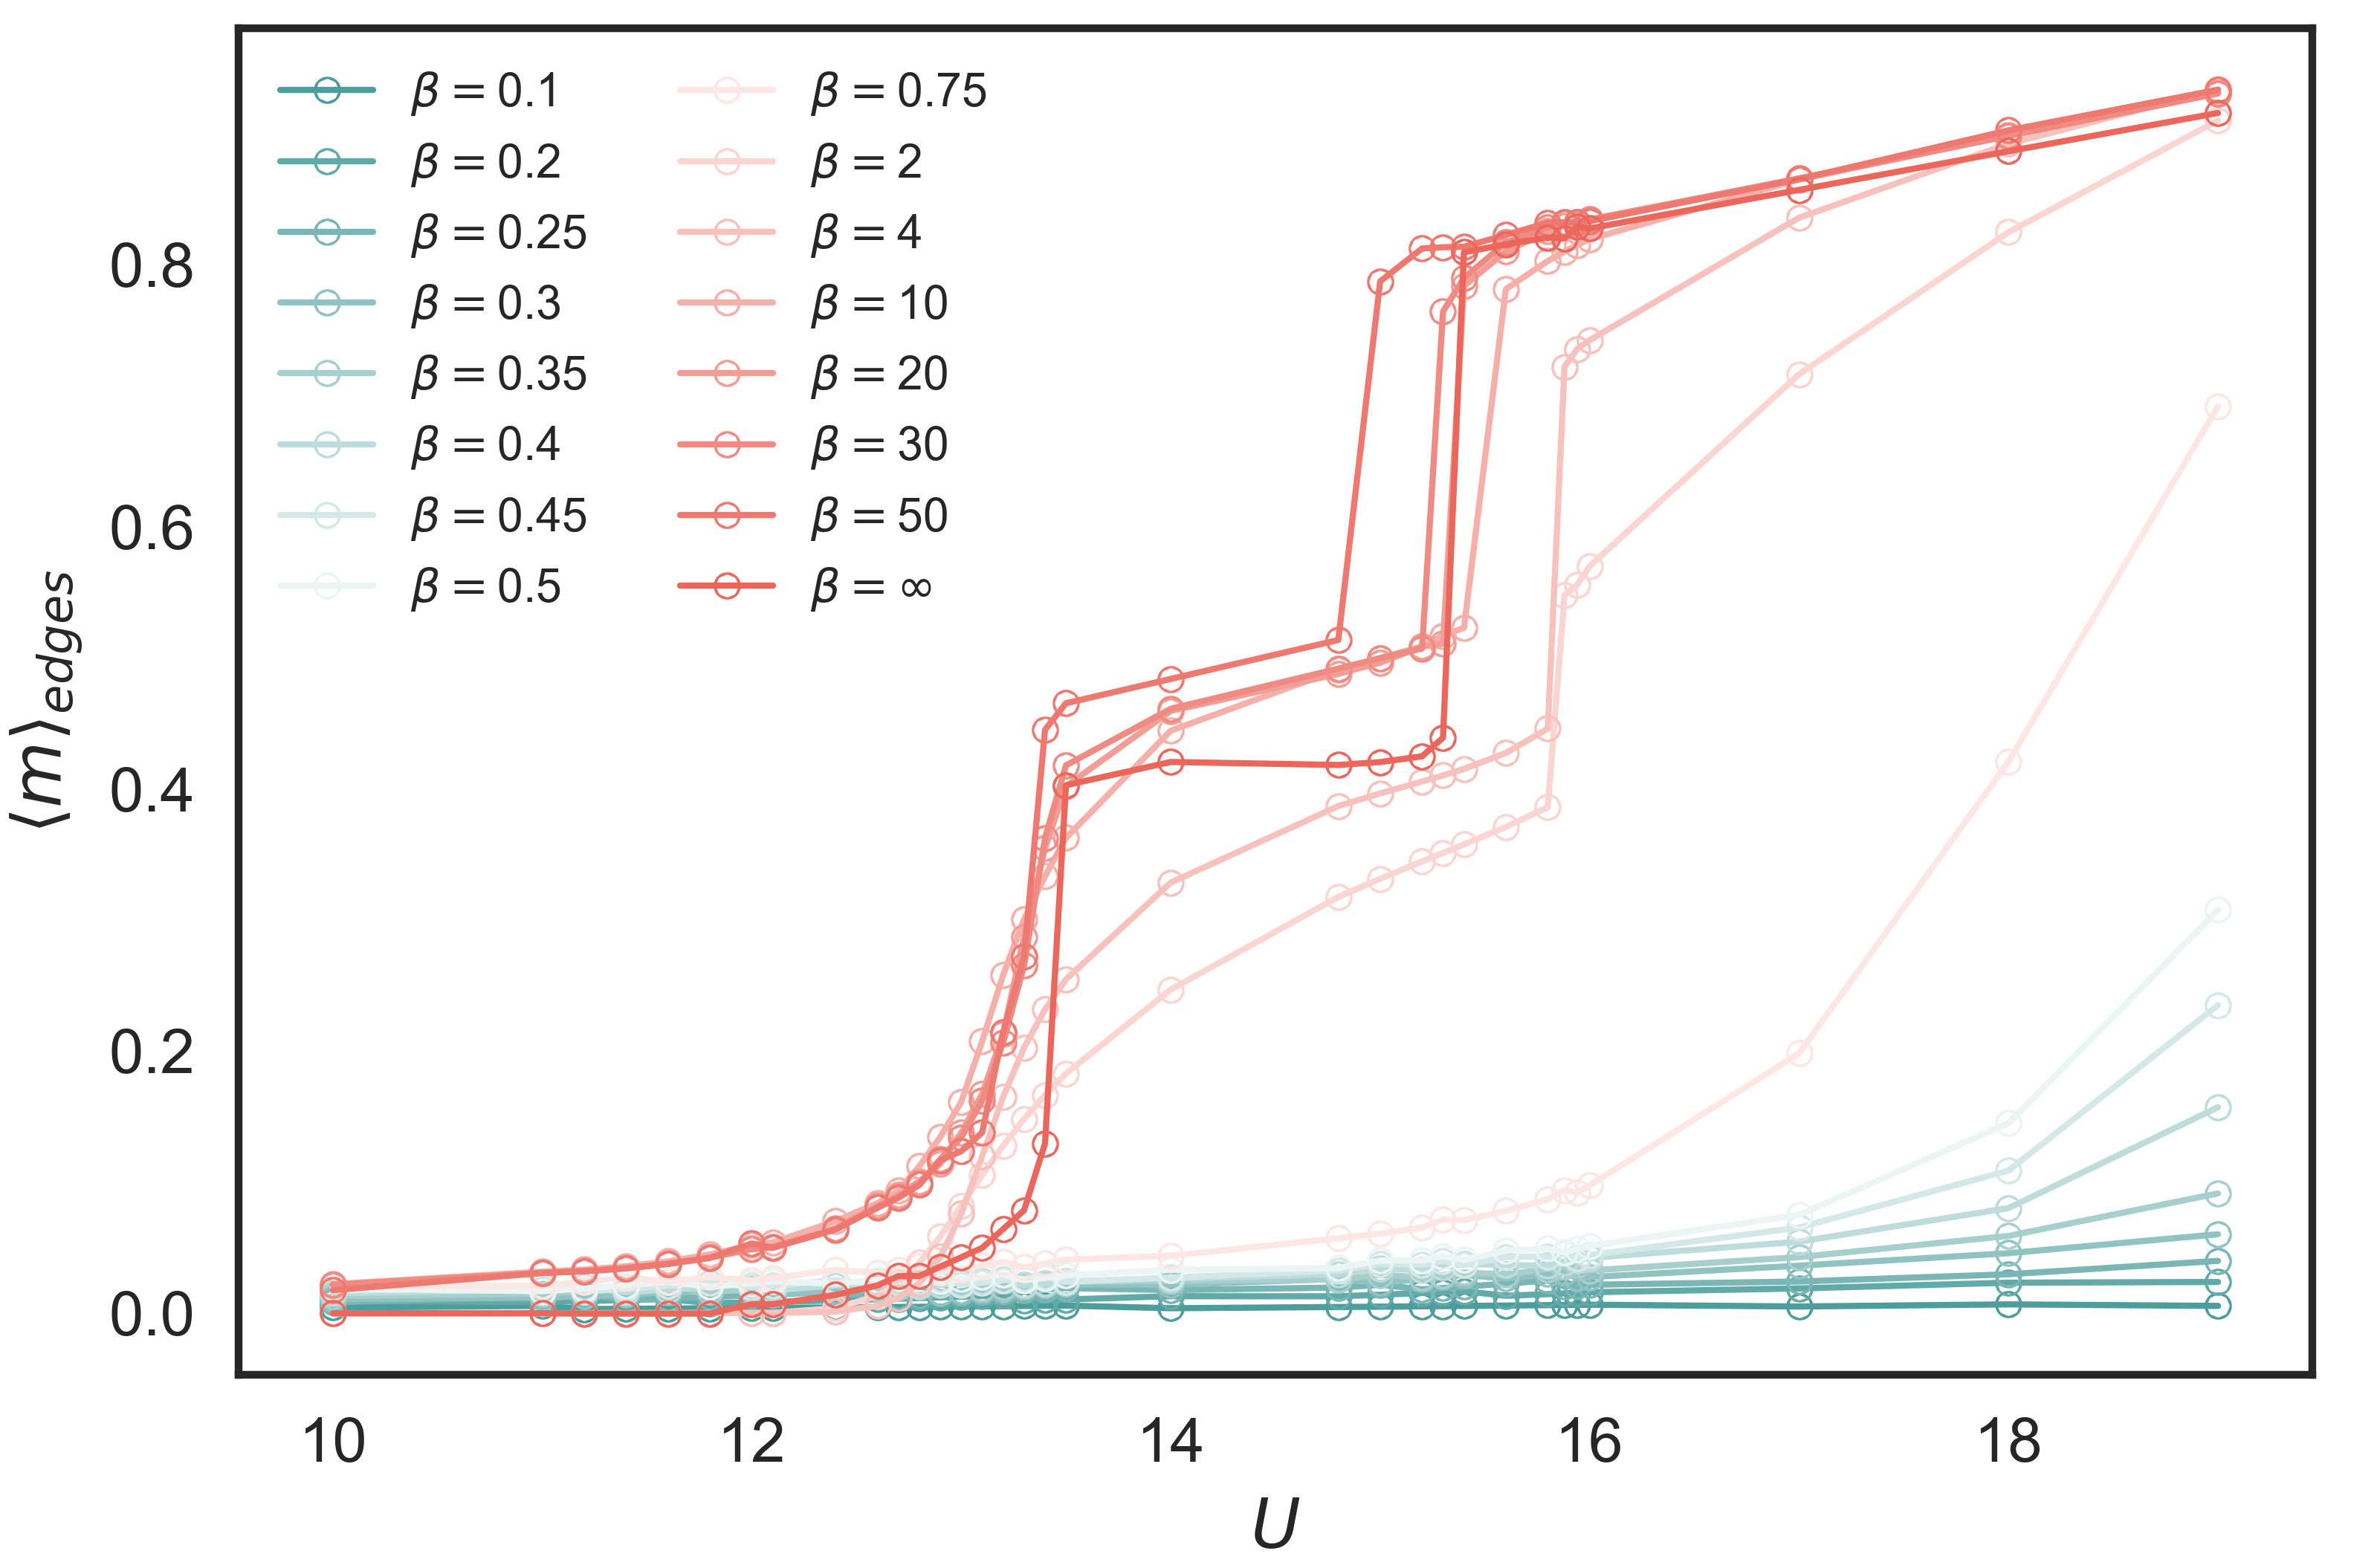 β = 0.1
β = 0.2
β = 0.25
β = 0.3
β = 0.35
β = 0.4
β = 0.45
β = 0.5
β = 0.75
β = 2
β = 4
β = 10
β = 20
β = 30
β = 50
β = ∞
0.8
0.6
0.4
0.2
0.0
⟨m⟩edges
10 12 14 16 18
U